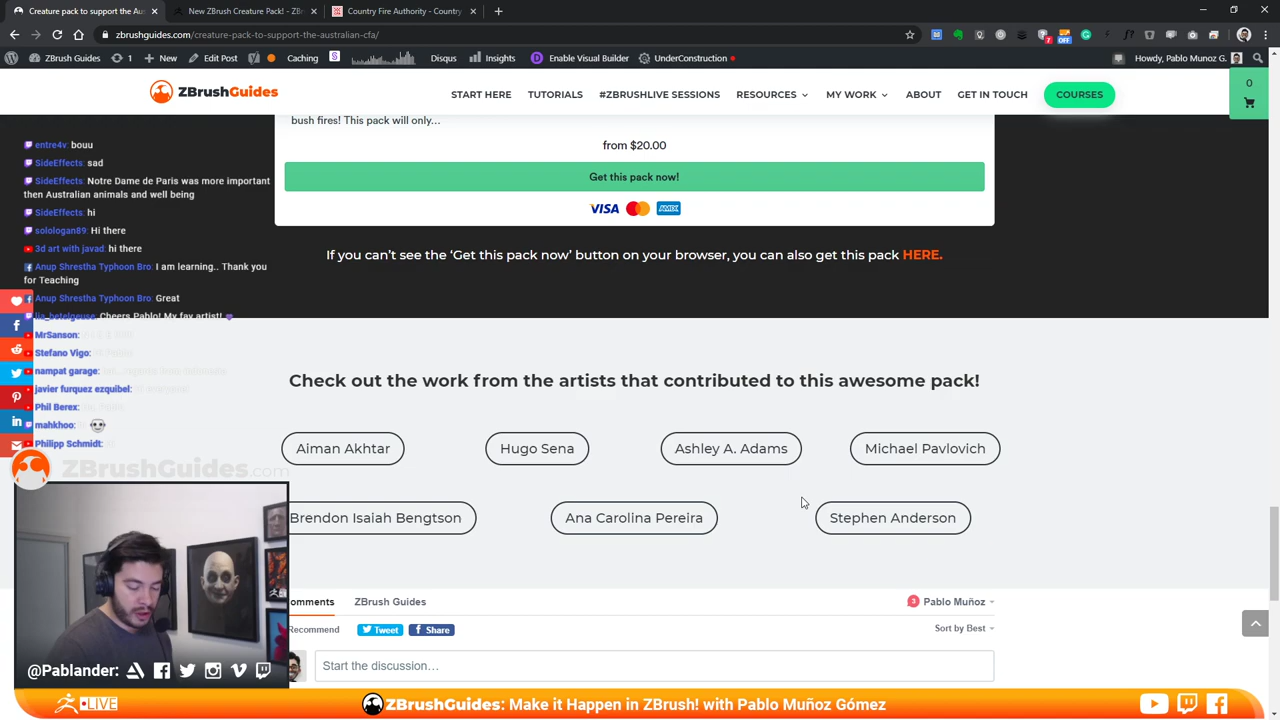 Creature pack to support the aus
New Creature Pack! - ZBr
Country Fire Authority - Country
zbrushguides.com/creature-pack-to-support-the-australian-cfa/
ZBrush Guides 1 New Edit Post Caching Disqus Insights Enable Visual Builder UnderConstruction Howdy, Pablo Munoz G.
ZBrushGuides
START HERE TUTORIALS #ZBRUSHLIVE SESSIONS RESOURCES MY WORK ABOUT GET IN TOUCH COURSES
0
bush fires! This pack will only…
from $20.00
Get this pack now!
VISA AMEX
If you can't see the 'Get this pack now' button on your browser, you can also get this pack HERE.
entre4v: bouu
SideEffects: sad
SideEffects: Notre Dame de Paris was more important
then Australian animals and well being
SideEffects: hi
solologan89: Hi there
3d art with javad: hi there
Anup Shrestha Typhoon Bro: I am learning.. Thank you
for Teaching
Anup Shrestha Typhoon Bro: Great
lia_betelgeuse: Cheers Pablo! My fav artist!
MrSanson:
Stefano Vigo:
nampat garage:
javier furquez ezquibel:
Phil Berex:
mahkhoo:
Philipp Schmidt:
ZBrushGuides.com
Check out the work from the artists that contributed to this awesome pack!
Aiman Akhtar Hugo Sena Ashley A. Adams Michael Pavlovich
Brendon Isaiah Bengtson Ana Carolina Pereira Stephen Anderson
omments ZBrush Guides 3 Pablo Muñoz
Recommend Tweet Share Sort by Best
Start the discussion…
@Pablander:
LIVE
ZBrushGuides: Make it Happen in ZBrush! with Pablo Muñoz Gómez